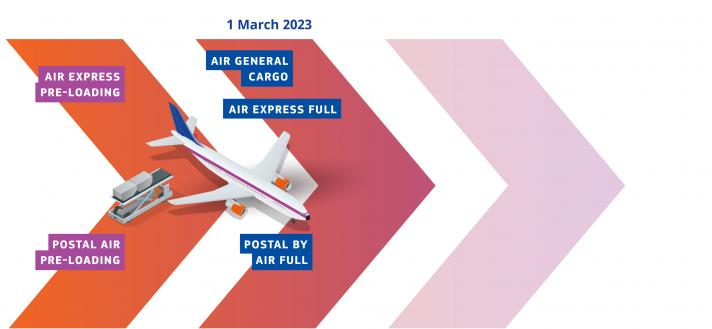 1 March 2023
AIR EXPRESS
PRE-LOADING
AIR GENERAL
CARGO
AIR EXPRESS FULL
POSTAL AIR
PRE-LOADING
POSTAL BY
AIR FULL